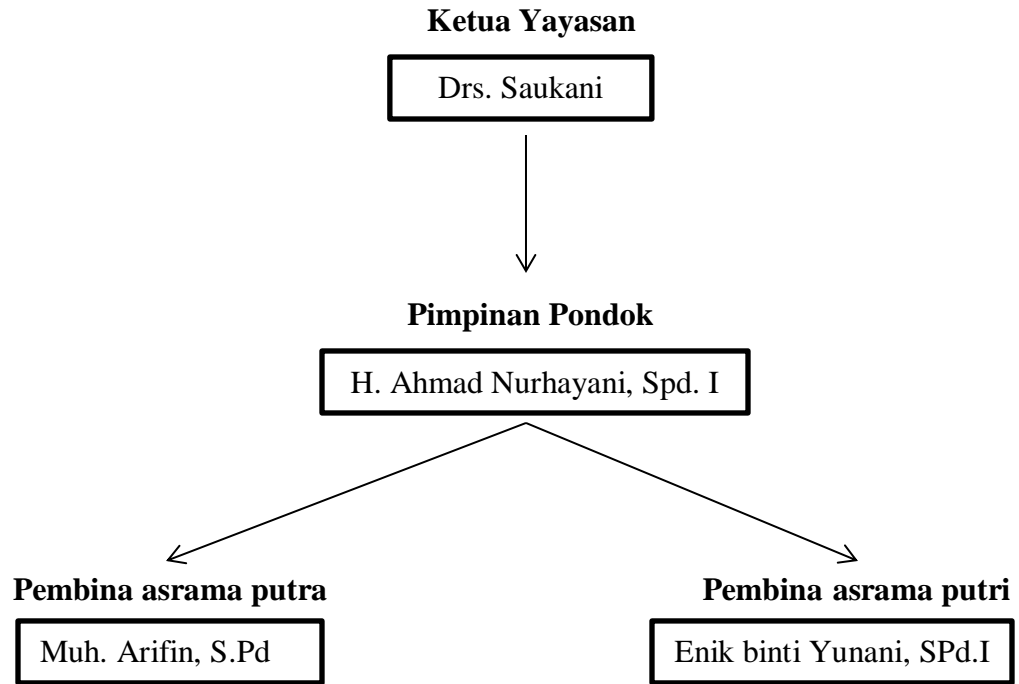 Ketua Yayasan
Drs. Saukani
Pimpinan Pondok
H. Ahmad Nurhayani, Spd. I
Pembina asrama putra
Pembina asrama putri
Muh. Arifin, S.Pd
Enik binti Yunani, SPd.I